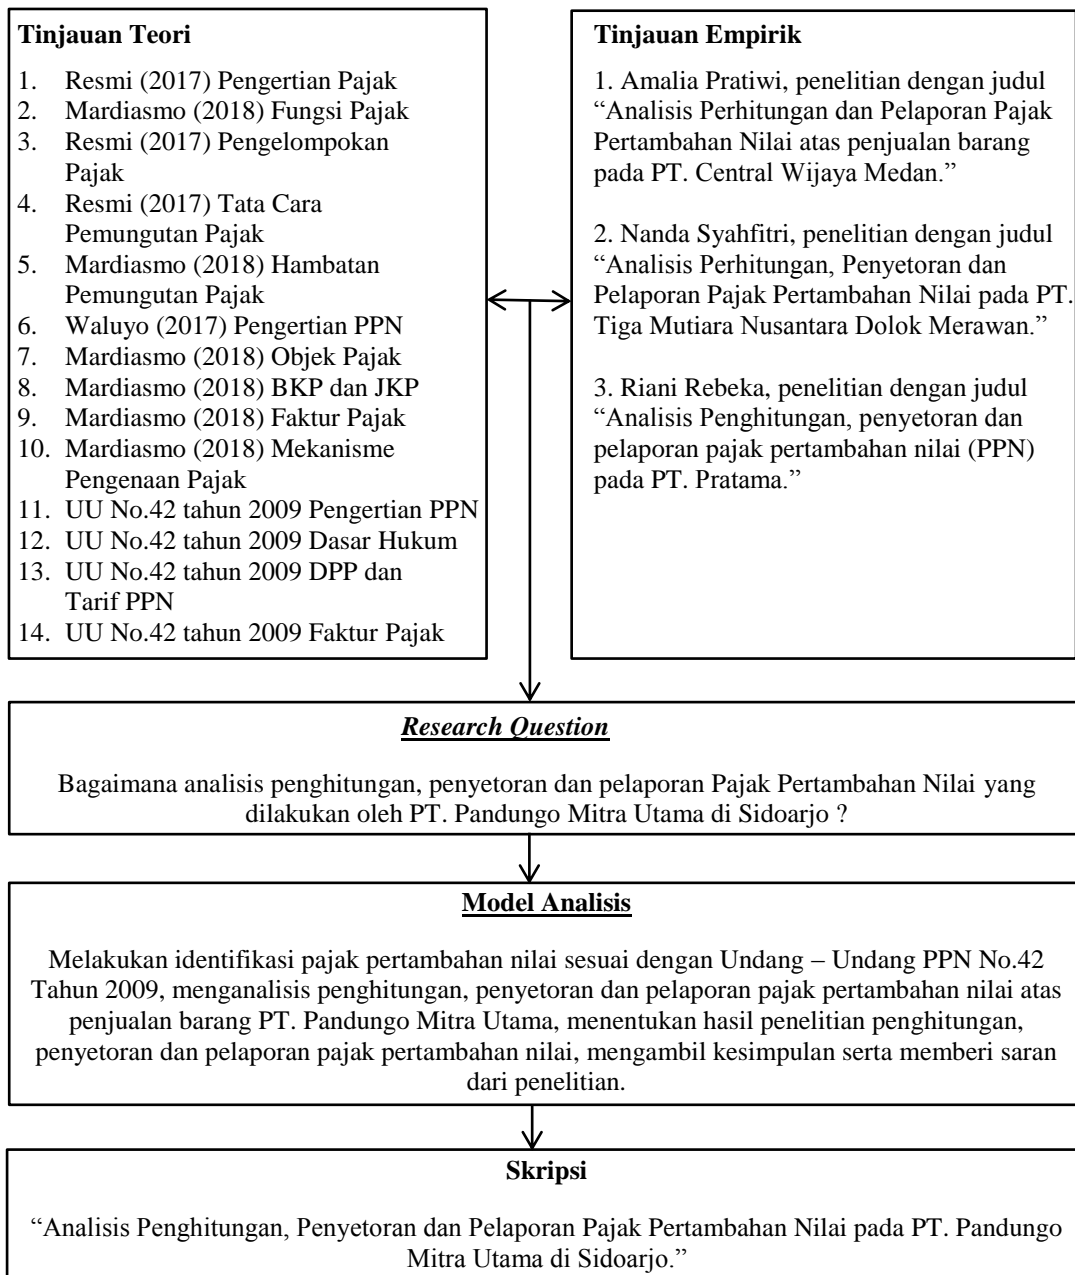 Tinjauan Teori
1. Resmi (2017) Pengertian Pajak
2. Mardiasmo (2018) Fungsi Pajak
3. Resmi (2017) Pengelompokan
Pajak
4. Resmi (2017) Tata Cara
Pemungutan Pajak
5. Mardiasmo (2018) Hambatan
Pemungutan Pajak
6. Waluyo (2017) Pengertian PPN
7. Mardiasmo (2018) Objek Pajak
8. Mardiasmo (2018) BKP dan JKP
9. Mardiasmo (2018) Faktur Pajak
10. Mardiasmo (2018) Mekanisme
Pengenaan Pajak
11. UU No.42 tahun 2009 Pengertian PPN
12. UU No.42 tahun 2009 Dasar Hukum
13. UU No.42 tahun 2009 DPP dan
Tarif PPN
14. UU No.42 tahun 2009 Faktur Pajak
Tinjauan Empirik
1. Amalia Pratiwi, penelitian dengan judul
“Analisis Perhitungan dan Pelaporan Pajak
Pertambahan Nilai atas penjualan barang
pada PT. Central Wijaya Medan.”
2. Nanda Syahfitri, penelitian dengan judul
“Analisis Perhitungan, Penyetoran dan
Pelaporan Pajak Pertambahan Nilai pada PT.
Tiga Mutiara Nusantara Dolok Merawan.”
3. Riani Rebeka, penelitian dengan judul
“Analisis Penghitungan, penyetoran dan
pelaporan pajak pertambahan nilai (PPN)
pada PT. Pratama.”
Research Question
Bagaimana analisis penghitungan, penyetoran dan pelaporan Pajak Pertambahan Nilai yang
dilakukan oleh PT. Pandungo Mitra Utama di Sidoarjo ?
Model Analisis
Melakukan identifikasi pajak pertambahan nilai sesuai dengan Undang – Undang PPN No.42
Tahun 2009, menganalisis penghitungan, penyetoran dan pelaporan pajak pertambahan nilai atas
penjualan barang PT. Pandungo Mitra Utama, menentukan hasil penelitian penghitungan,
penyetoran dan pelaporan pajak pertambahan nilai, mengambil kesimpulan serta memberi saran
dari penelitian.
Skripsi
“Analisis Penghitungan, Penyetoran dan Pelaporan Pajak Pertambahan Nilai pada PT. Pandungo
Mitra Utama di Sidoarjo.”